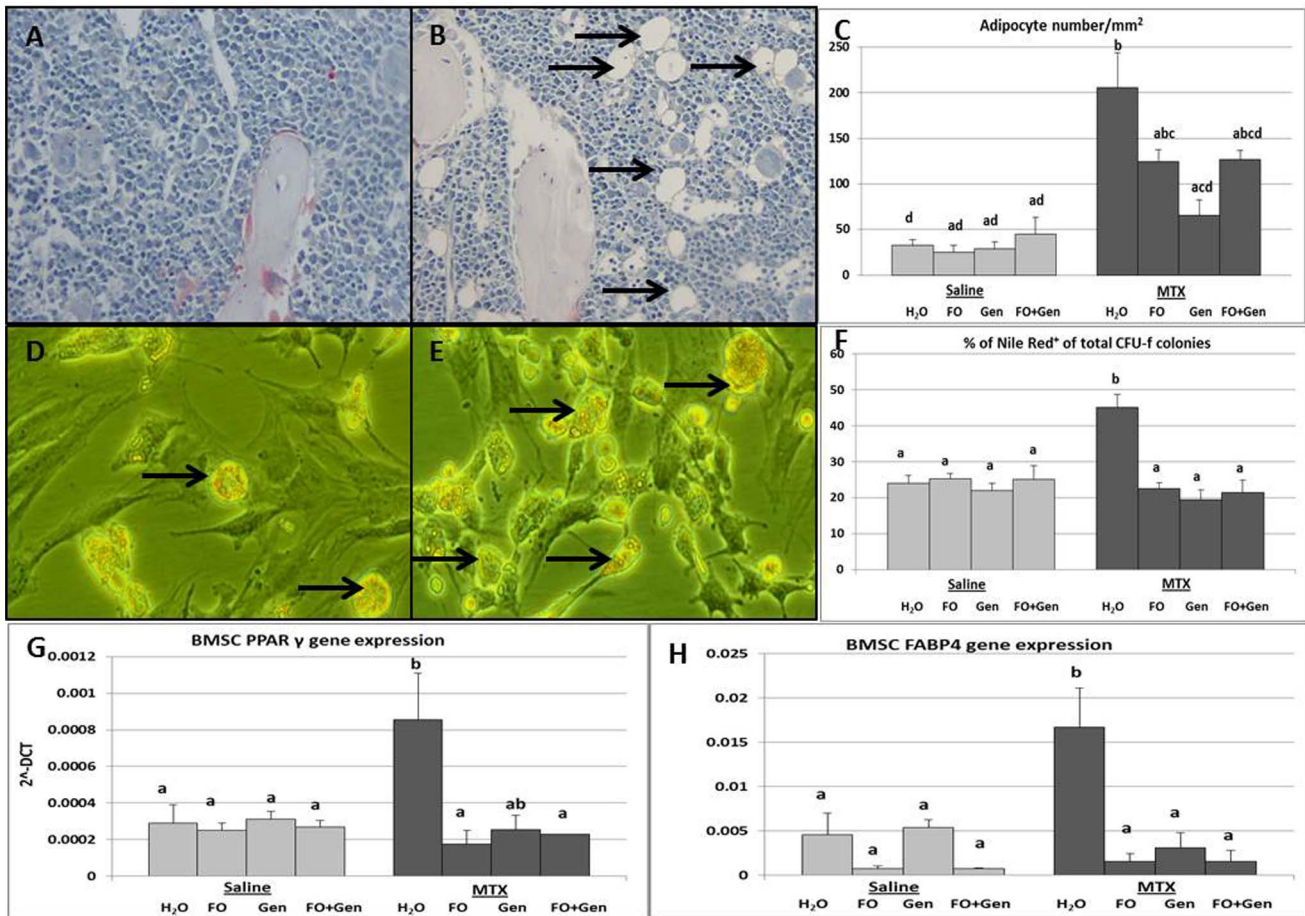 A
B
C
Adipocyte number/mm²
250
200
150
100
50
0
d
ad
ad
ad
b
abc
acd
abcd
Saline
MTX
H₂O FO Gen FO+Gen H₂O FO Gen FO+Gen
D
E
F
% of Nile Red⁺ of total CFU-f colonies
60
50
40
30
20
10
0
a
a
a
a
b
a
a
a
Saline
MTX
H₂O FO Gen FO+Gen H₂O FO Gen FO+Gen
G
BMSC PPAR γ gene expression
2^-DCT
0.0012
0.001
0.0008
0.0006
0.0004
0.0002
0
a
a
a
a
b
a
ab
a
Saline
MTX
H₂O FO Gen FO+Gen H₂O FO Gen FO+Gen
H
BMSC FABP4 gene expression
0.025
0.02
0.015
0.01
0.005
0
a
a
a
a
b
a
a
a
Saline
MTX
H₂O FO Gen FO+Gen H₂O FO Gen FO+Gen